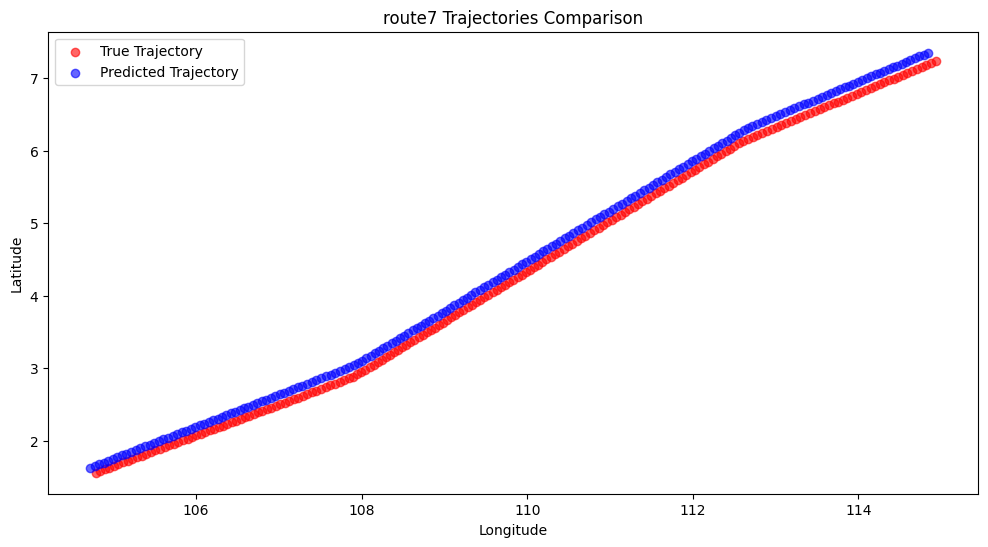 route7 Trajectories Comparison
True Trajectory
Predicted Trajectory
7
6
5
4
3
2
Latitude
106 108 110 112 114
Longitude